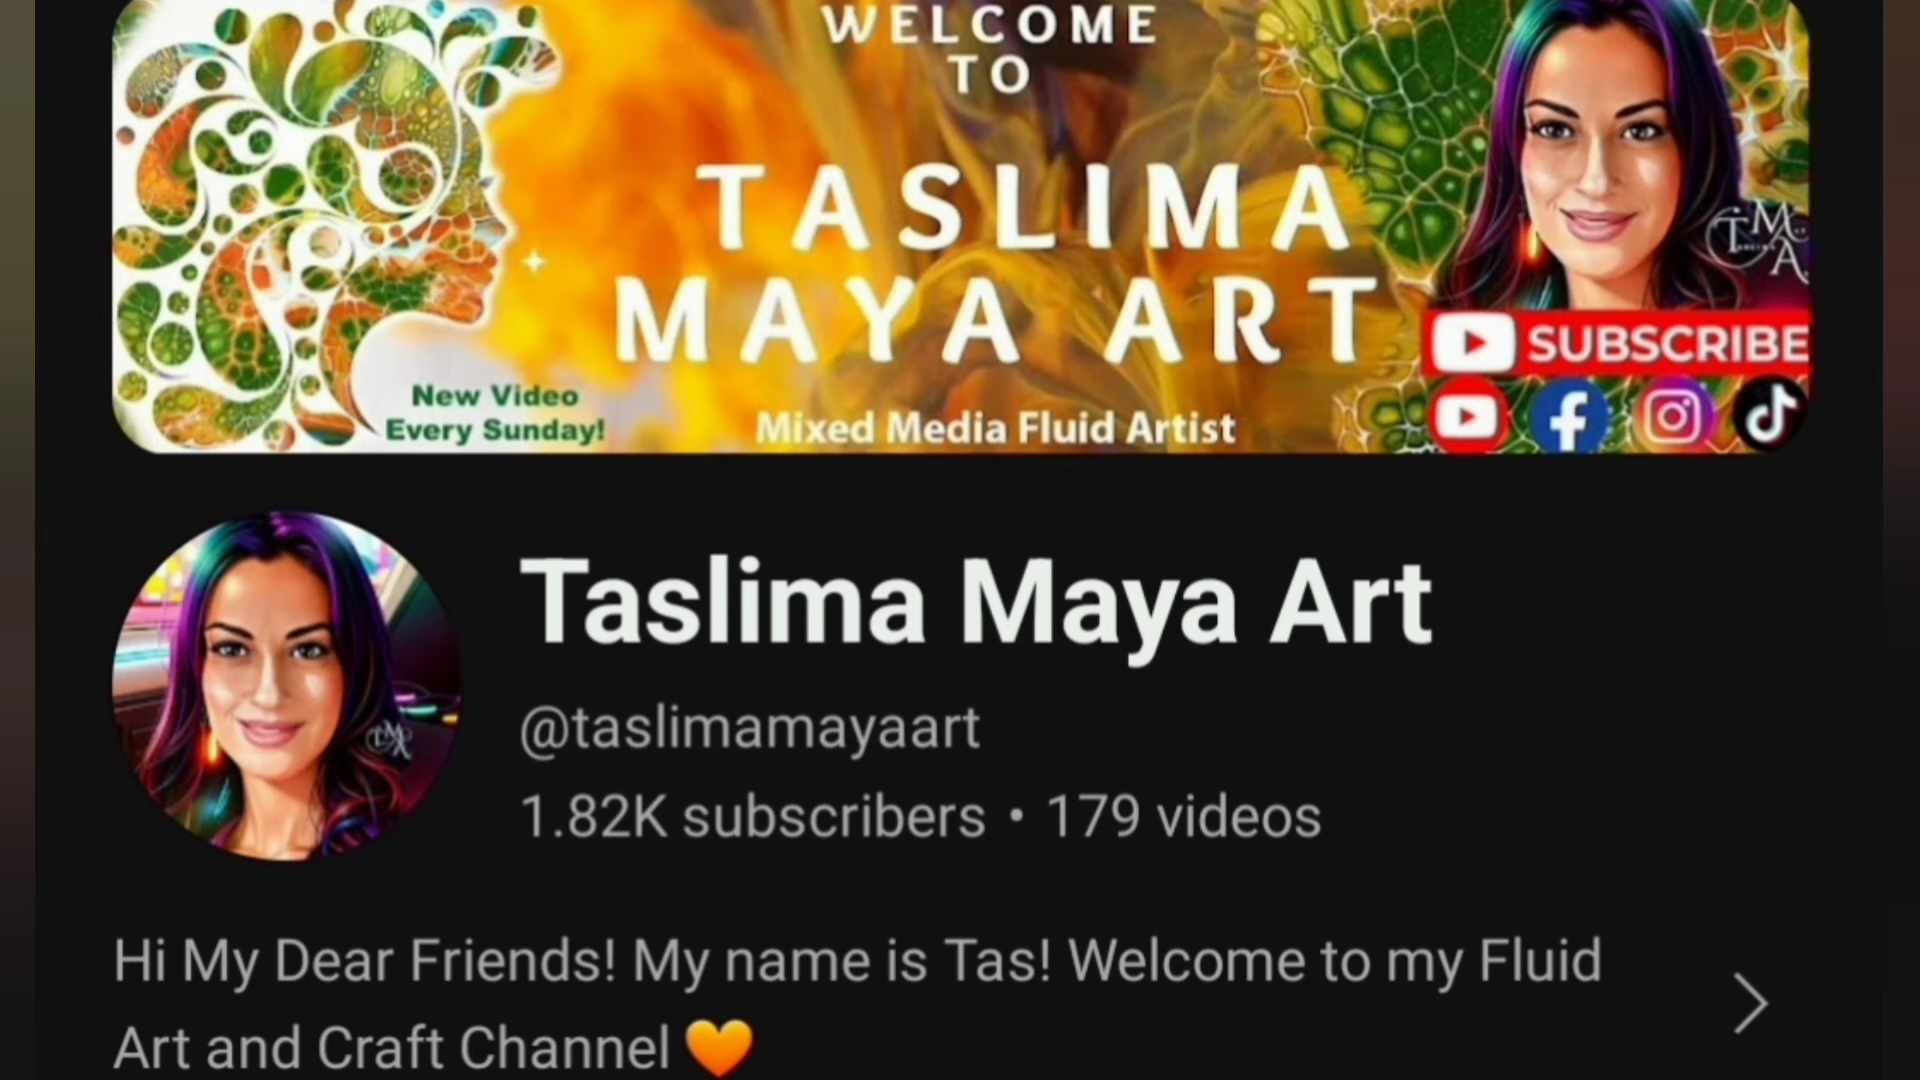 WELCOME
TO
TASLIMA
MAYA ART
New Video
Every Sunday!
Mixed Media Fluid Artist
TMA
SUBSCRIBE
Taslima Maya Art
@taslimamayaart
1.82K subscribers • 179 videos
Hi My Dear Friends! My name is Tas! Welcome to my Fluid
Art and Craft Channel 🧡